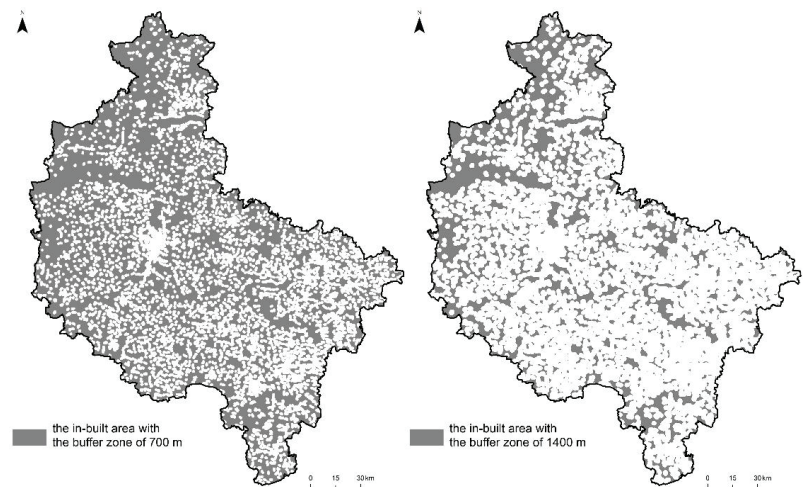 N
N
the in-built area with
the buffer zone of 700 m
0 15 30km
the in-built area with
the buffer zone of 1400 m
0 15 30km